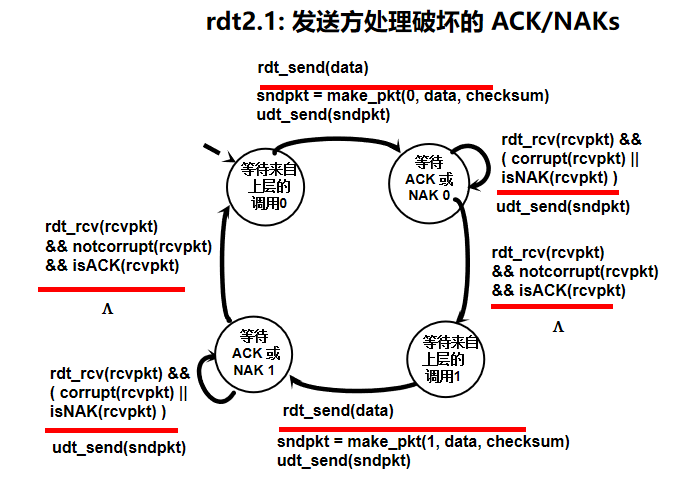 rdt2.1: 发送方处理破坏的 ACK/NAKs
rdt_send(data)
sndpkt = make_pkt(0, data, checksum)
udt_send(sndpkt)
等待来自
上层的
调用0
等待
ACK 或
NAK 0
rdt_rcv(rcvpkt) &&
( corrupt(rcvpkt) ||
isNAK(rcvpkt) )
udt_send(sndpkt)
rdt_rcv(rcvpkt)
&& notcorrupt(rcvpkt)
&& isACK(rcvpkt)
Λ
rdt_rcv(rcvpkt)
&& notcorrupt(rcvpkt)
&& isACK(rcvpkt)
Λ
等待
ACK 或
NAK 1
等待来自
上层的
调用1
rdt_rcv(rcvpkt) &&
( corrupt(rcvpkt) ||
isNAK(rcvpkt) )
udt_send(sndpkt)
rdt_send(data)
sndpkt = make_pkt(1, data, checksum)
udt_send(sndpkt)